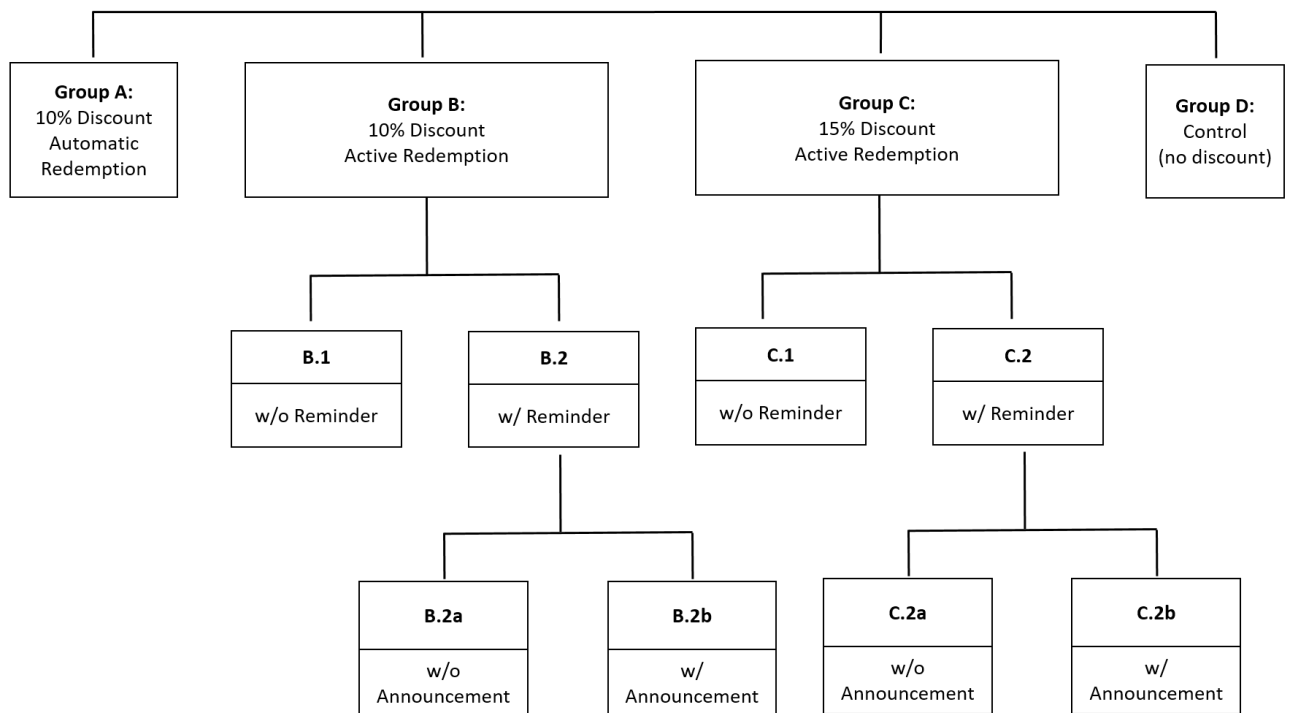 Group A:
10% Discount
Automatic
Redemption
Group B:
10% Discount
Active Redemption
Group C:
15% Discount
Active Redemption
Group D:
Control
(no discount)
B.1
w/o Reminder
B.2
w/ Reminder
C.1
w/o Reminder
C.2
w/ Reminder
B.2a
w/o
Announcement
B.2b
w/
Announcement
C.2a
w/o
Announcement
C.2b
w/
Announcement